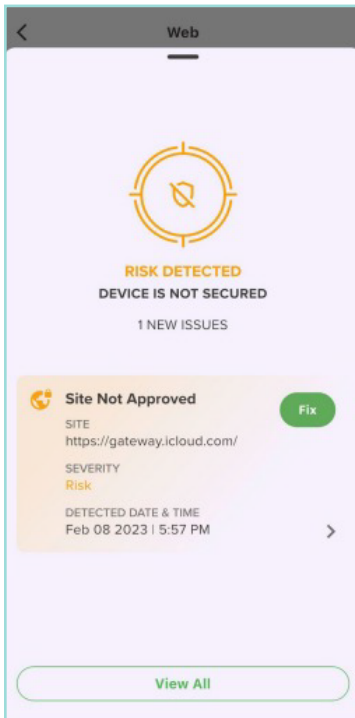 Web
RISK DETECTED
DEVICE IS NOT SECURED
1 NEW ISSUES
Site Not Approved
Fix
SITE
https://gateway.icloud.com/
SEVERITY
Risk
DETECTED DATE & TIME
Feb 08 2023 | 5:57 PM
View All